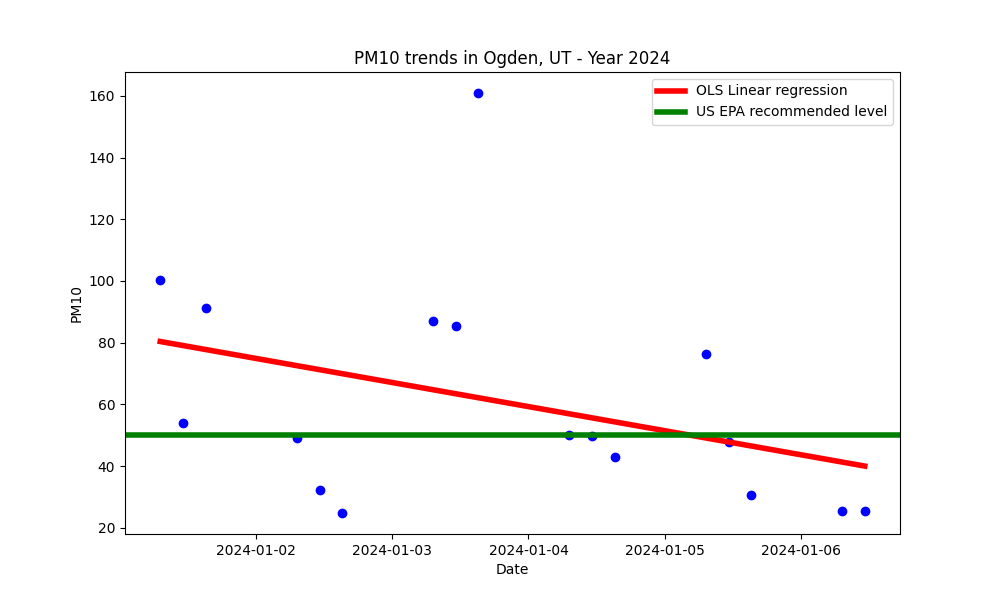 PM10 trends in Ogden, UT - Year 2024
OLS Linear regression
US EPA recommended level
160
140
120
100
80
60
40
20
PM10
2024-01-02 2024-01-03 2024-01-04 2024-01-05 2024-01-06
Date